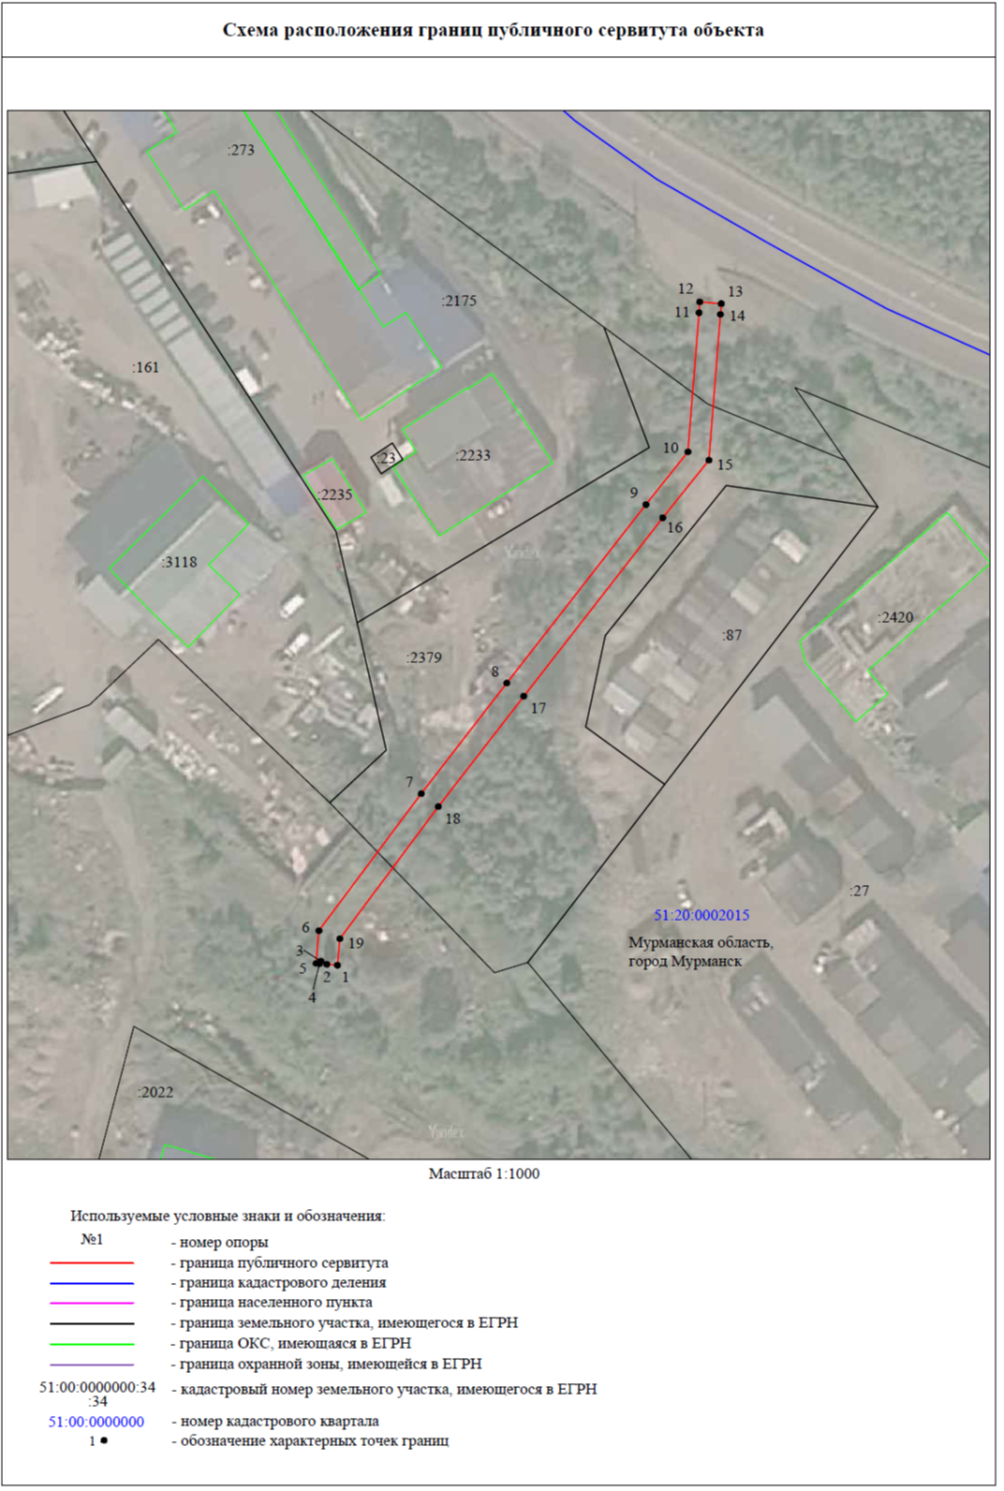 Схема расположения границ публичного сервитута объекта
:273
:2175
12
13
11
14
:161
10
15
:23
:2233
:2235
9
16
Yandex
:3118
:2420
:87
:2379
8
17
7
18
:27
51:20:0002015
Мурманская область,
город Мурманск
6
19
3
5
2
1
4
:2022
Yandex
Масштаб 1:1000
Используемые условные знаки и обозначения:
№1 - номер опоры
- граница публичного сервитута
- граница кадастрового деления
- граница населенного пункта
- граница земельного участка, имеющегося в ЕГРН
- граница ОКС, имеющаяся в ЕГРН
- граница охранной зоны, имеющейся в ЕГРН
51:00:0000000:34 - кадастровый номер земельного участка, имеющегося в ЕГРН
:34
51:00:0000000 - номер кадастрового квартала
1 - обозначение характерных точек границ